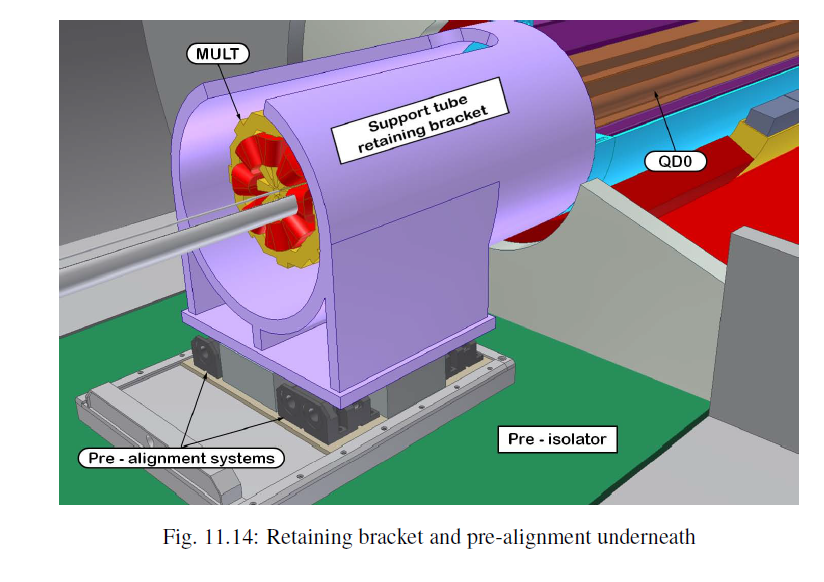 MULT
Support tube
retaining bracket
QD0
Pre - alignment systems
Pre - isolator
Fig. 11.14: Retaining bracket and pre-alignment underneath